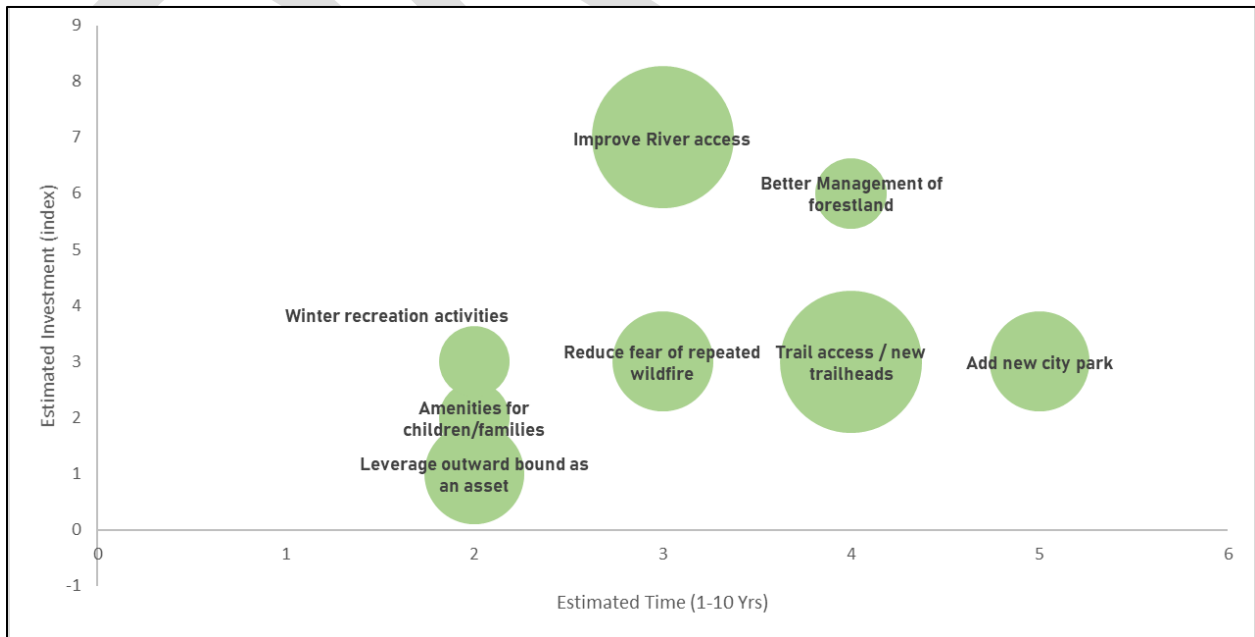 9
8
7
6
5
4
3
2
1
0
-1
Estimated Investment (index)
Improve River access
Better Management of
forestland
Winter recreation activities
Reduce fear of repeated
wildfire
Trail access / new
trailheads
Add new city park
Amenities for
children/families
Leverage outward bound as
an asset
0 1 2 3 4 5 6
Estimated Time (1-10 Yrs)